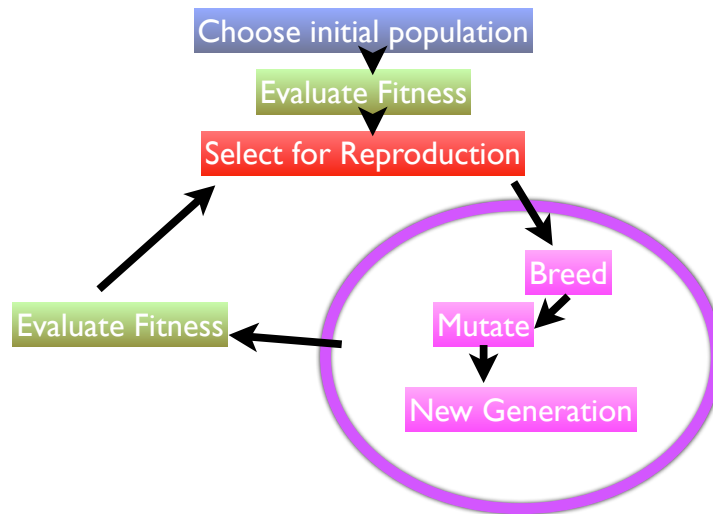 Choose initial population
Evaluate Fitness
Select for Reproduction
Breed
Evaluate Fitness
Mutate
New Generation